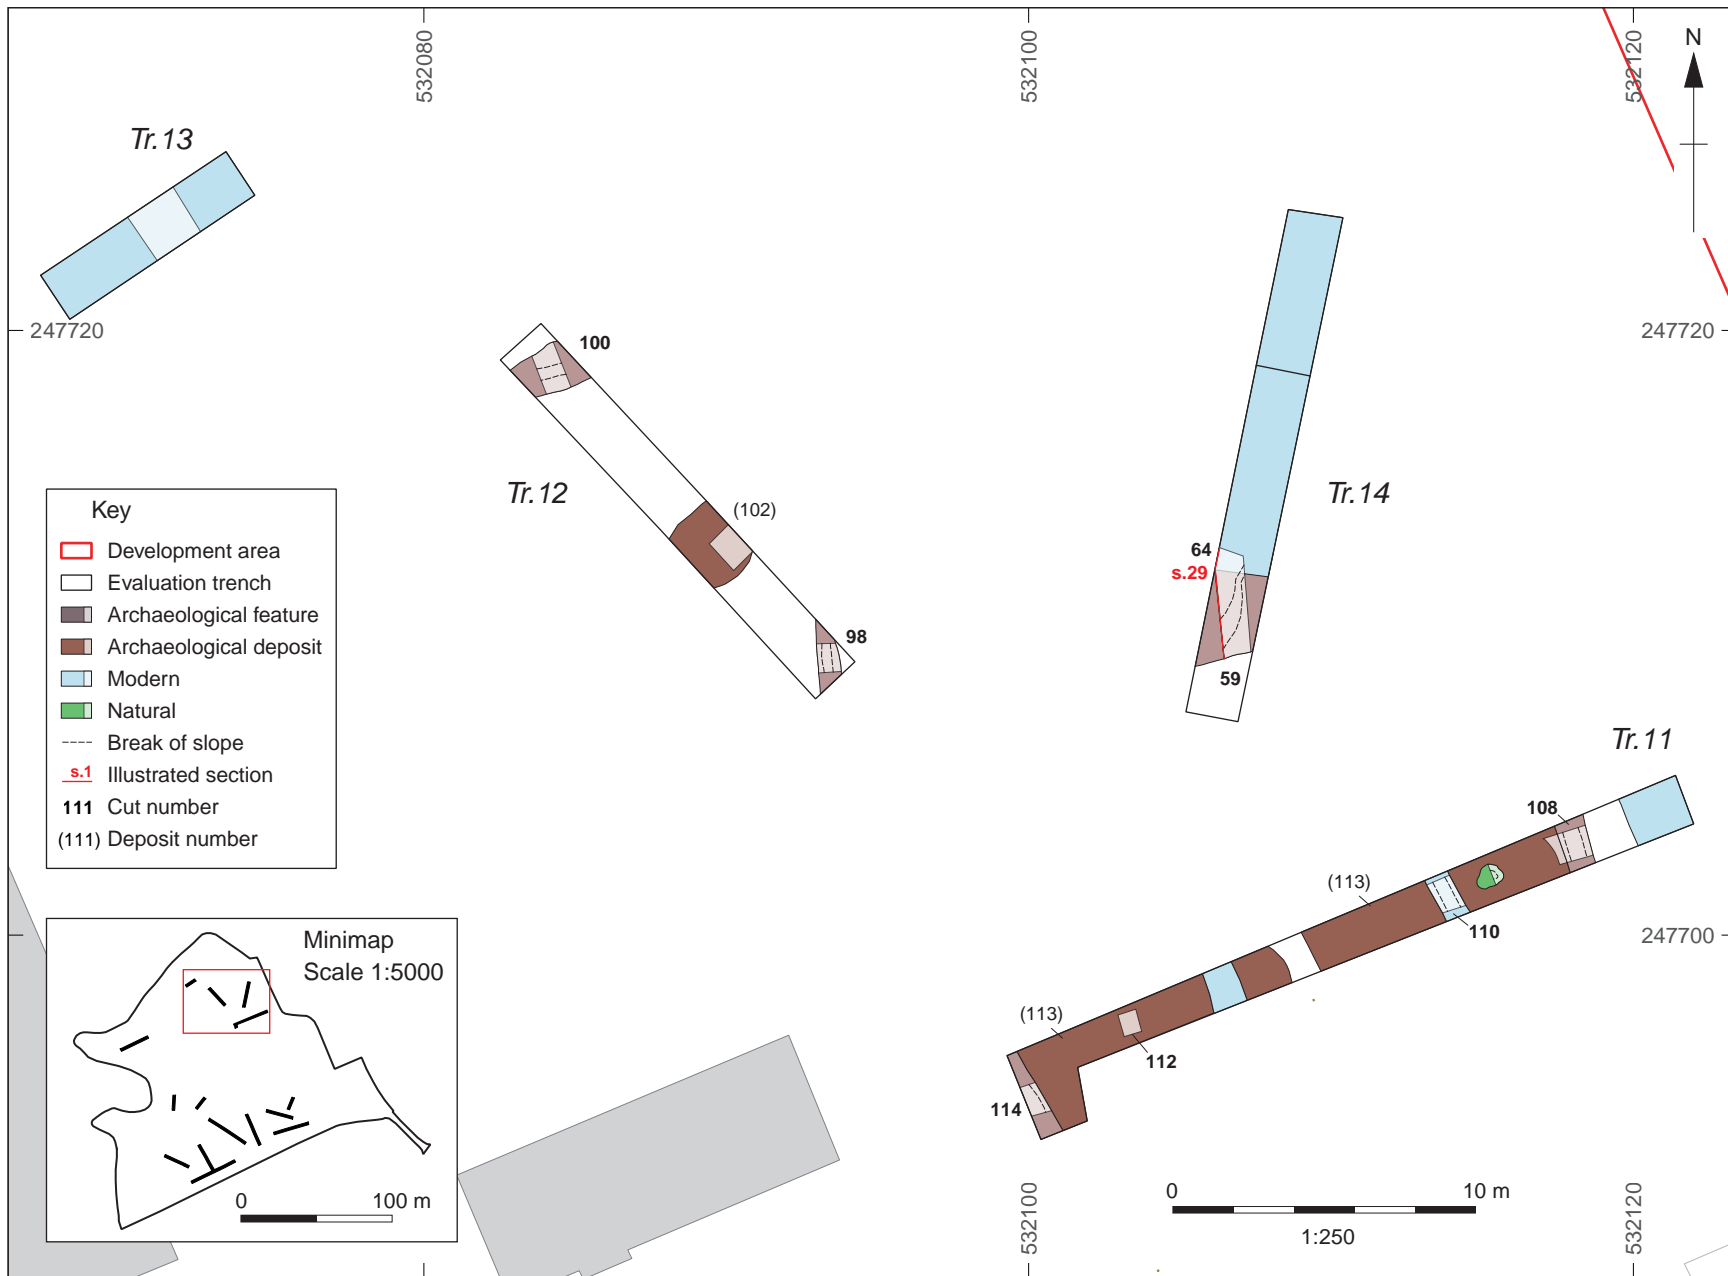 532080
532100
532120
N
Tr.13
247720
247720
100
Tr.12
(102)
Tr.14
64
s.29
98
59
Key
Development area
Evaluation trench
Archaeological feature
Archaeological deposit
Modern
Natural
Break of slope
s.1 Illustrated section
111 Cut number
(111) Deposit number
Tr.11
108
(113)
110
247700
(113)
112
114
Minimap
Scale 1:5000
0 100 m
532100
532120
0 10 m
1:250